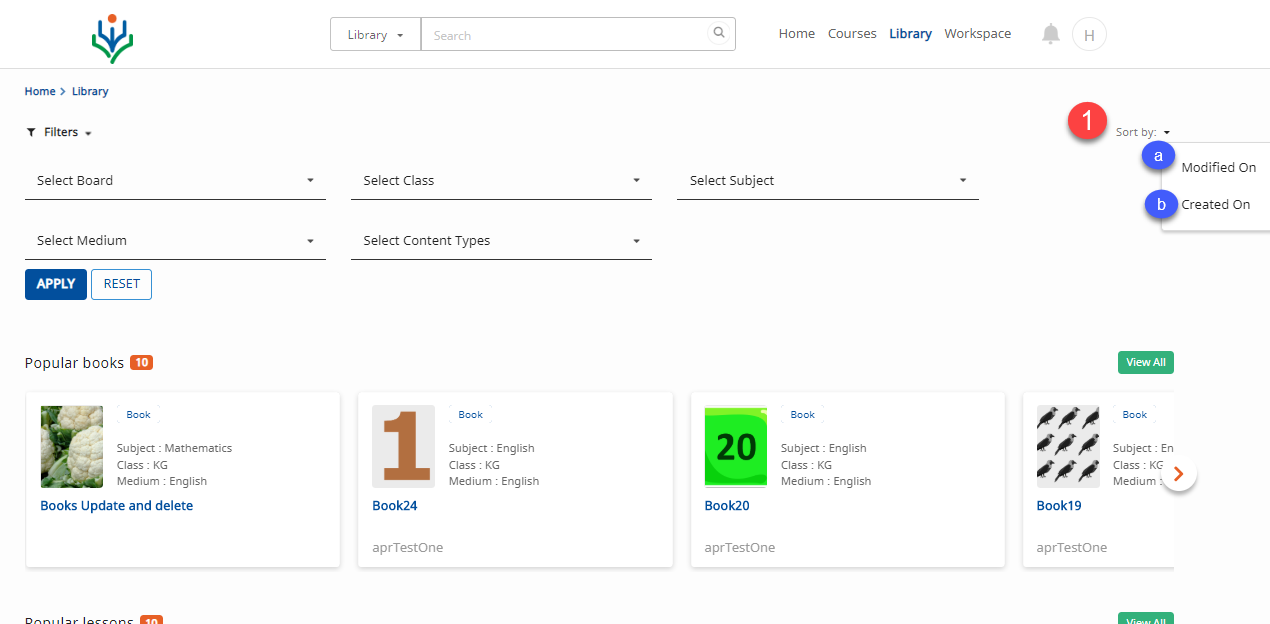 Library Search Home Courses Library Workspace H
Home Library
Filters 1 Sort by:
a Modified On
Select Board Select Class Select Subject
b Created On
Select Medium Select Content Types
APPLY RESET
Popular books 10 View All
Book
Subject : Mathematics
Class : KG
Medium : English
Books Update and delete
1
Book
Subject : English
Class : KG
Medium : English
Book24
aprTestOne
20
Book
Subject : English
Class : KG
Medium : English
Book20
aprTestOne
Book
Subject : En
Class : KG
Medium :
Book19
aprTestOne
Popular lessons 10 View All